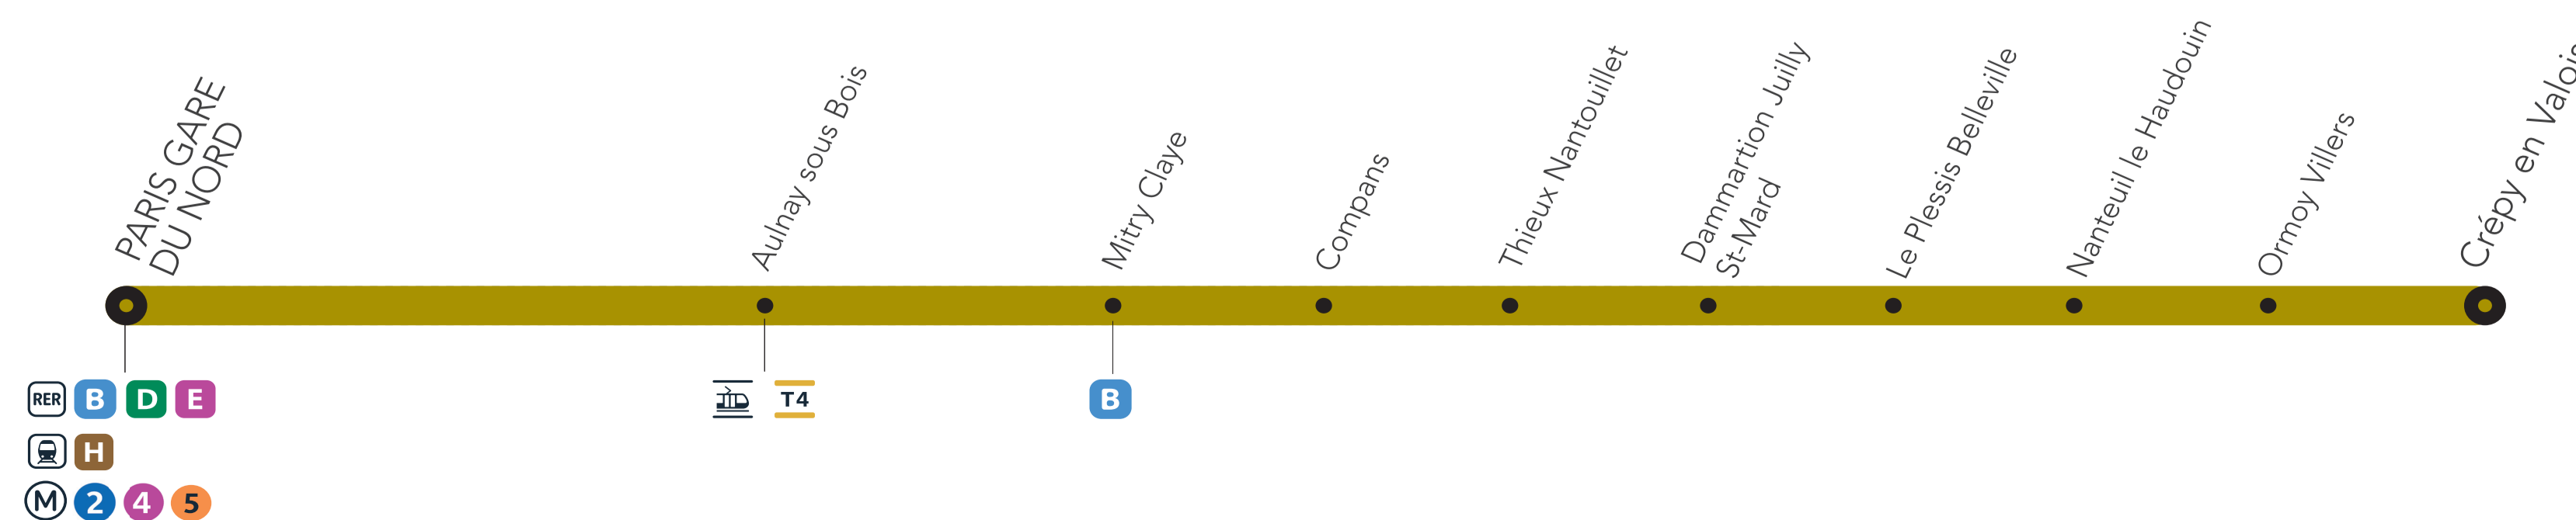 PARIS GARE
DU NORD
Aulnay sous Bois
Mitry Claye
Compans
Thieux Nantouillet
Dammartion Juilly
St-Mard
Le Plessis Belleville
Nanteuil le Haudouin
Ormoy Villers
Crépy en Valois
RER B D E
T4
B
H
M 2 4 5